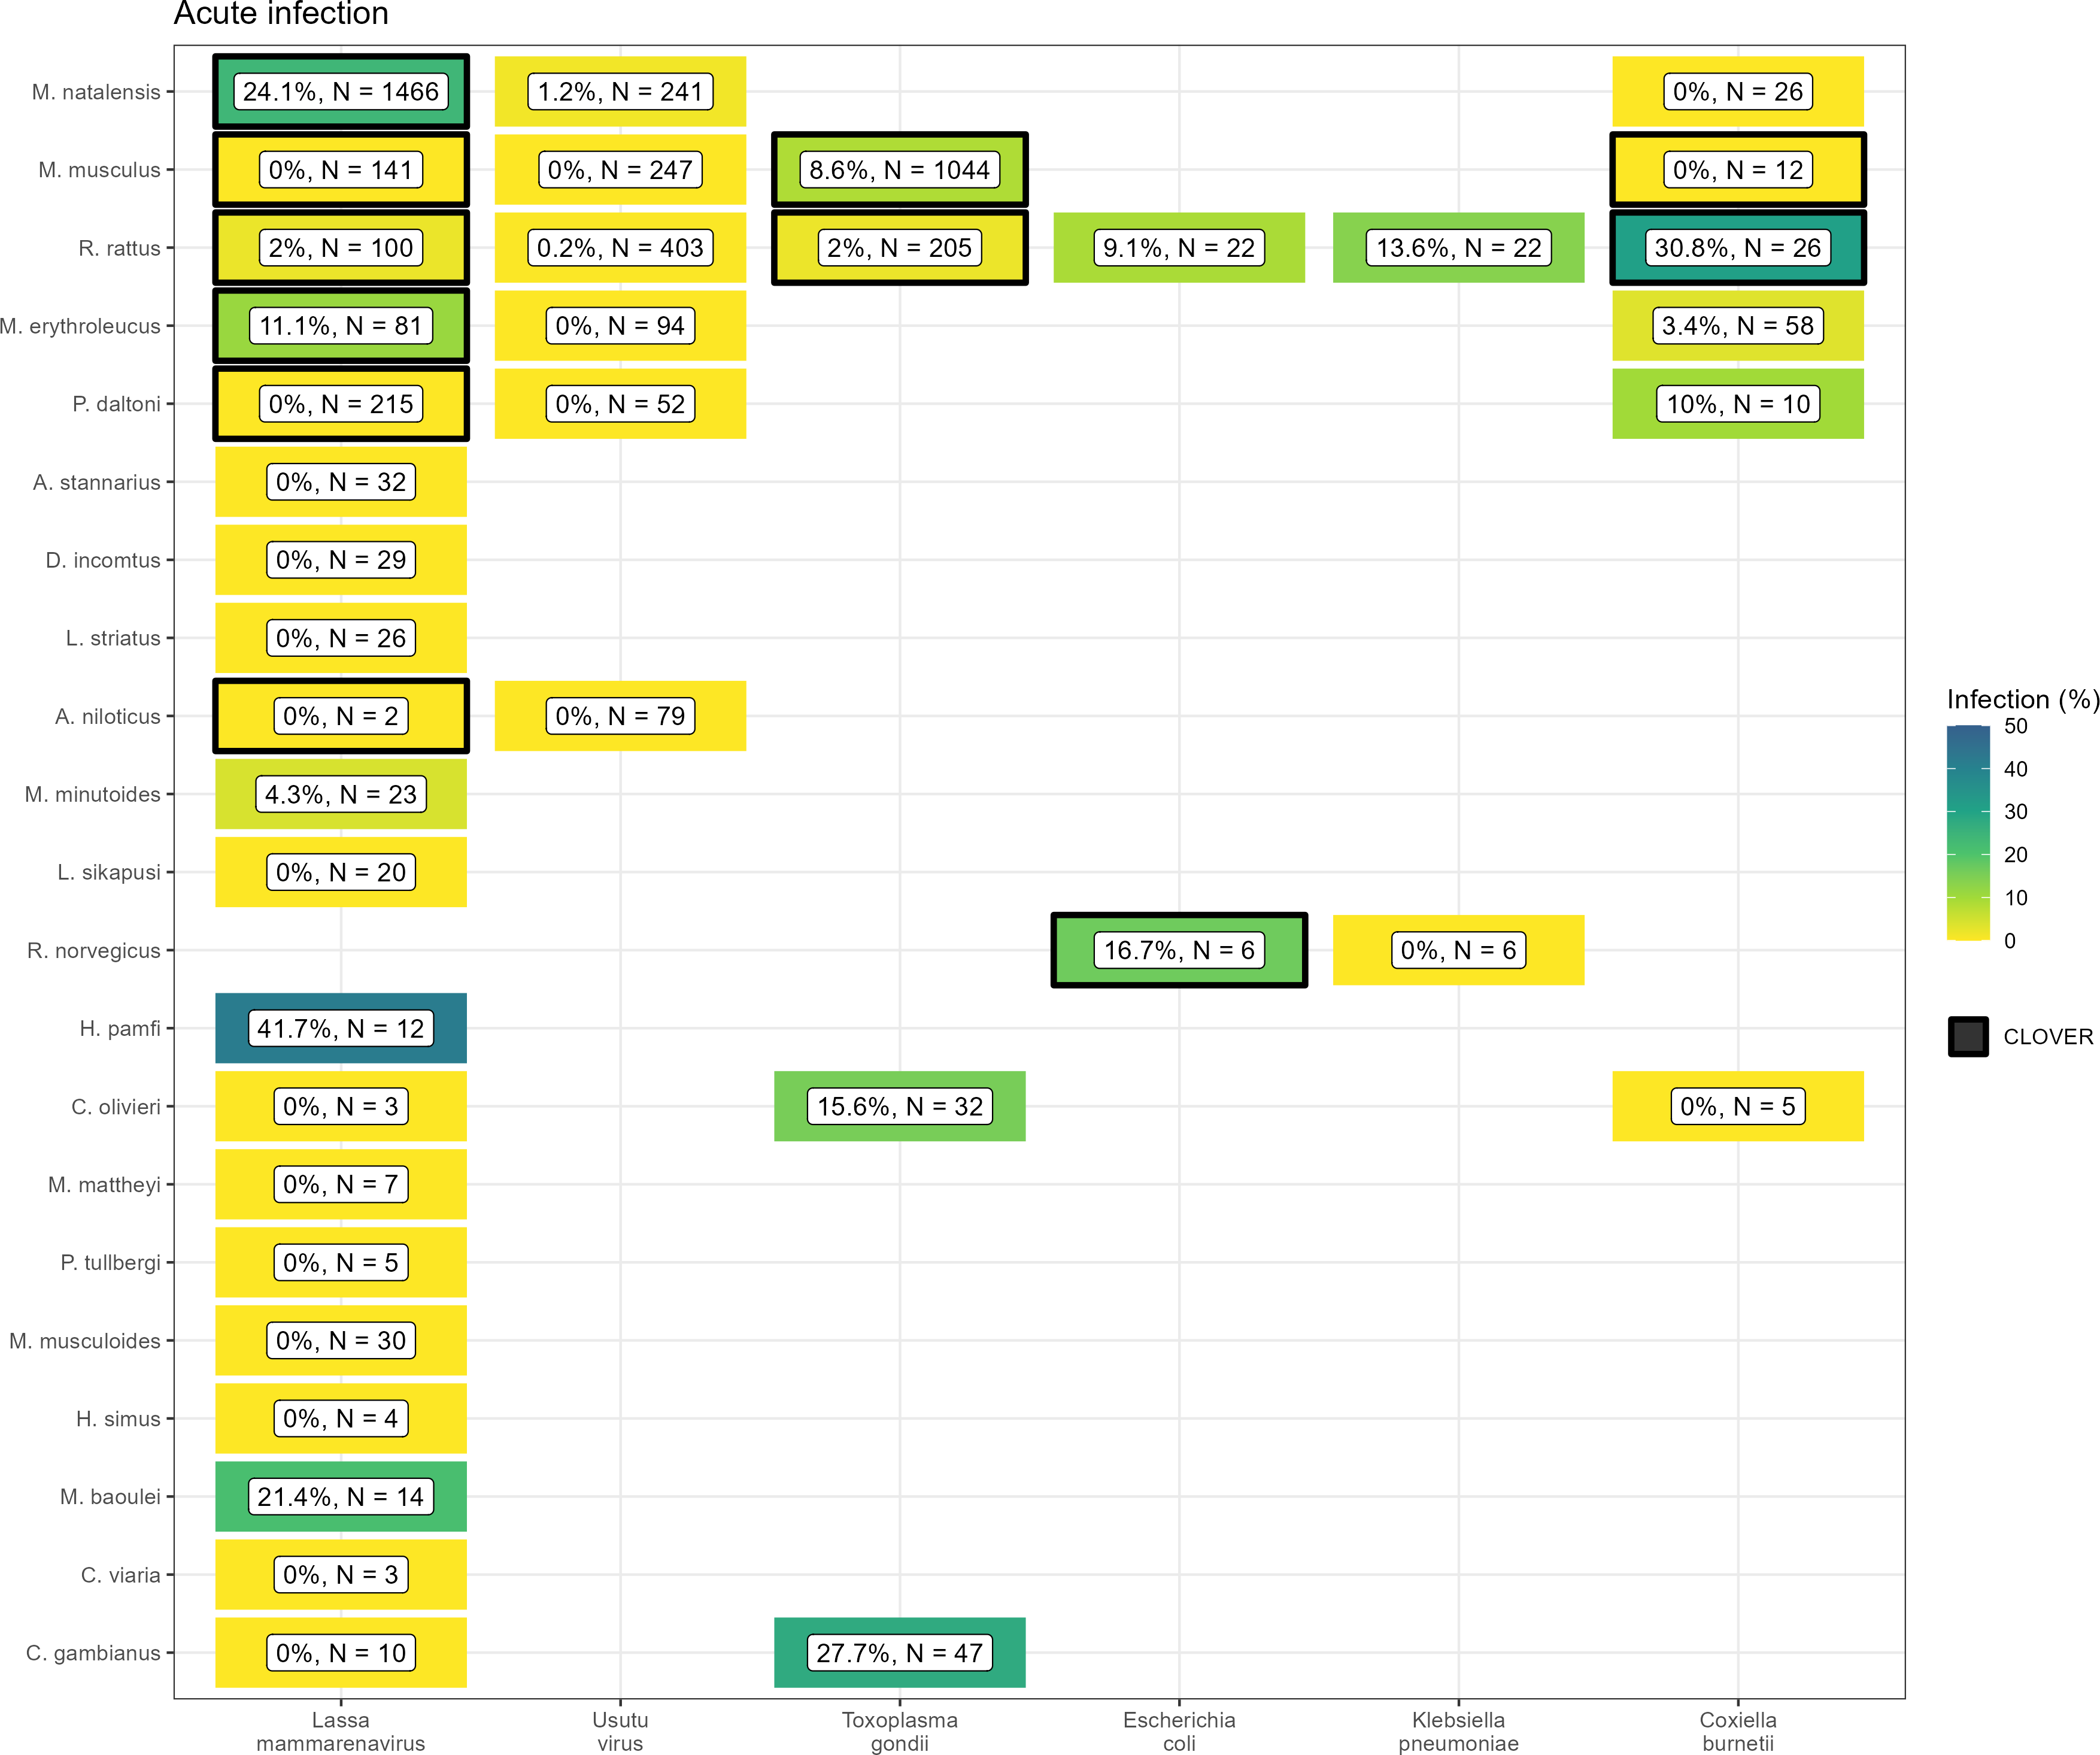 Acute infection
M. natalensis 24.1%, N = 1466 1.2%, N = 241 0%, N = 26
M. musculus 0%, N = 141 0%, N = 247 8.6%, N = 1044 0%, N = 12
R. rattus 2%, N = 100 0.2%, N = 403 2%, N = 205 9.1%, N = 22 13.6%, N = 22 30.8%, N = 26
M. erythroleucus 11.1%, N = 81 0%, N = 94 3.4%, N = 58
P. daltoni 0%, N = 215 0%, N = 52 10%, N = 10
A. stannarius 0%, N = 32
D. incomtus 0%, N = 29
L. striatus 0%, N = 26
A. niloticus 0%, N = 2 0%, N = 79
M. minutoides 4.3%, N = 23
L. sikapusi 0%, N = 20
R. norvegicus 16.7%, N = 6 0%, N = 6
H. pamfi 41.7%, N = 12
C. olivieri 0%, N = 3 15.6%, N = 32 0%, N = 5
M. mattheyi 0%, N = 7
P. tullbergi 0%, N = 5
M. musculoides 0%, N = 30
H. simus 0%, N = 4
M. baoulei 21.4%, N = 14
C. viaria 0%, N = 3
C. gambianus 0%, N = 10 27.7%, N = 47
Lassa Usutu Toxoplasma Escherichia Klebsiella Coxiella
mammarenavirus virus gondii coli pneumoniae burnetii
Infection (%)
50
40
30
20
10
0
CLOVER